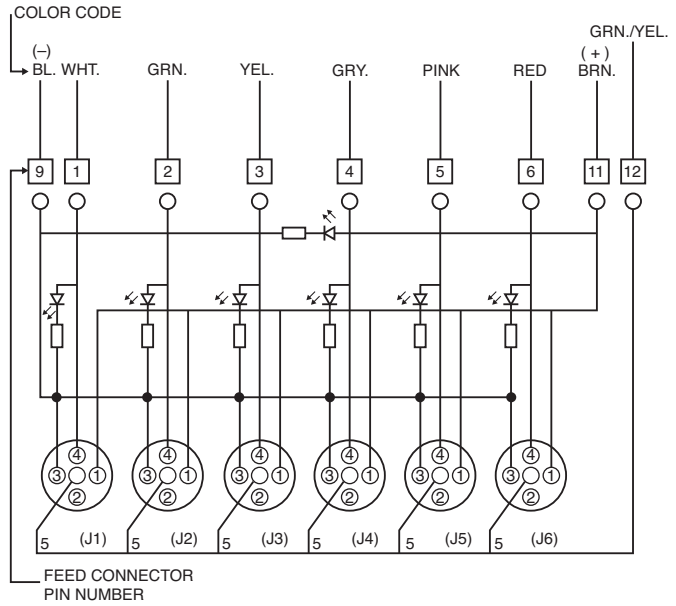 COLOR CODE
GRN./YEL.
(–) ( + )
BL. WHT. GRN. YEL. GRY. PINK RED BRN.
9 1 2 3 4 5 6 11 12
4 4 4 4 4 4
3 1 3 1 3 1 3 1 3 1 3 1
2 2 2 2 2 2
5 (J1) 5 (J2) 5 (J3) 5 (J4) 5 (J5) 5 (J6)
FEED CONNECTOR
PIN NUMBER